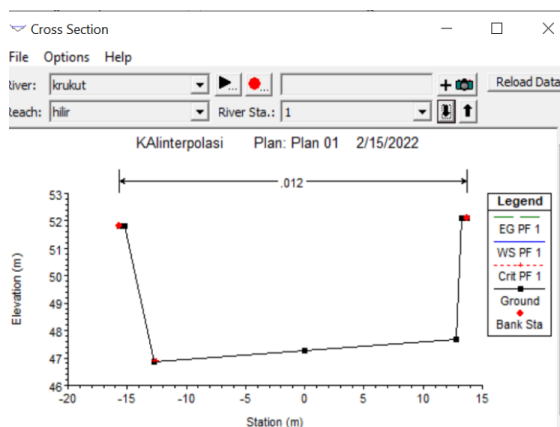 Cross Section
File Options Help
River: krukut Reload Data
Reach: hilir River Sta.: 1
KAlinterpolasi Plan: Plan 01 2/15/2022
.012
53
52
51
50
49
48
47
46
Elevation (m)
-20 -15 -10 -5 0 5 10 15
Station (m)
Legend
EG PF 1
WS PF 1
Crit PF 1
Ground
Bank Sta